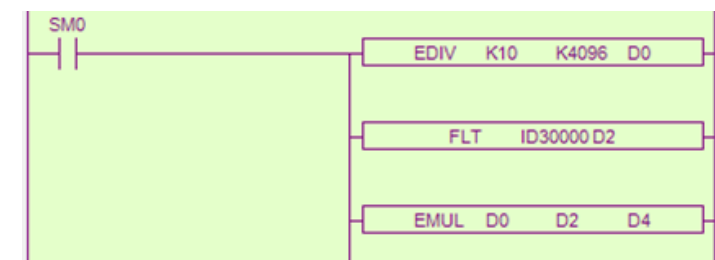 SM0
EDIV K10 K4096 D0
FLT ID30000 D2
EMUL D0 D2 D4